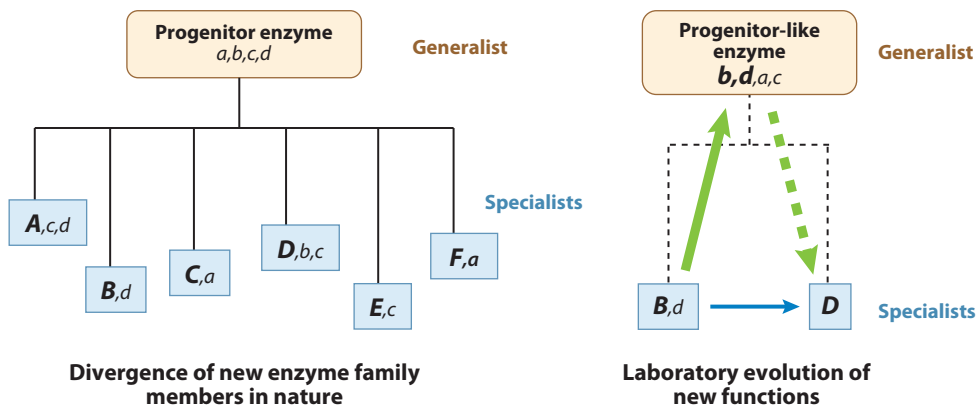 Progenitor enzyme
a,b,c,d
Generalist
A,c,d
B,d
C,a
D,b,c
E,c
F,a
Specialists
Divergence of new enzyme family
members in nature
Progenitor-like
enzyme
b,d,a,c
Generalist
B,d
D
Specialists
Laboratory evolution of
new functions